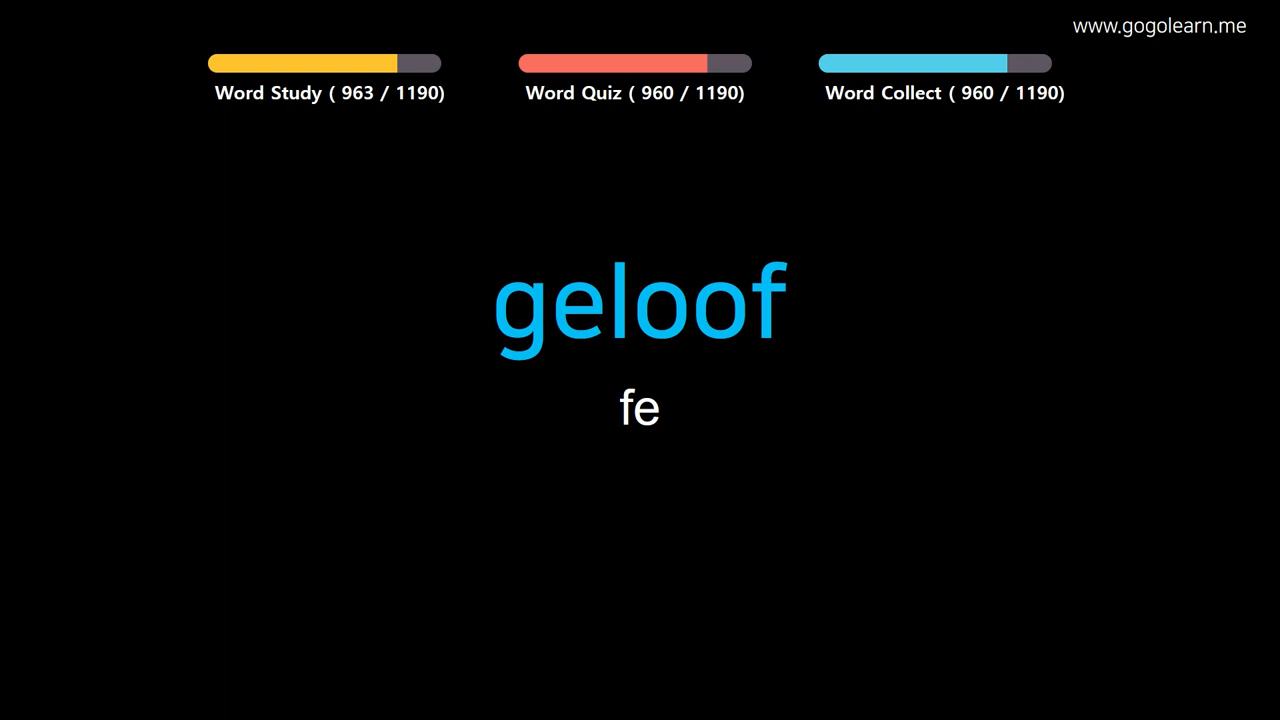 www.gogolearn.me
Word Study ( 963 / 1190)
Word Quiz ( 960 / 1190)
Word Collect ( 960 / 1190)
geloof
fe